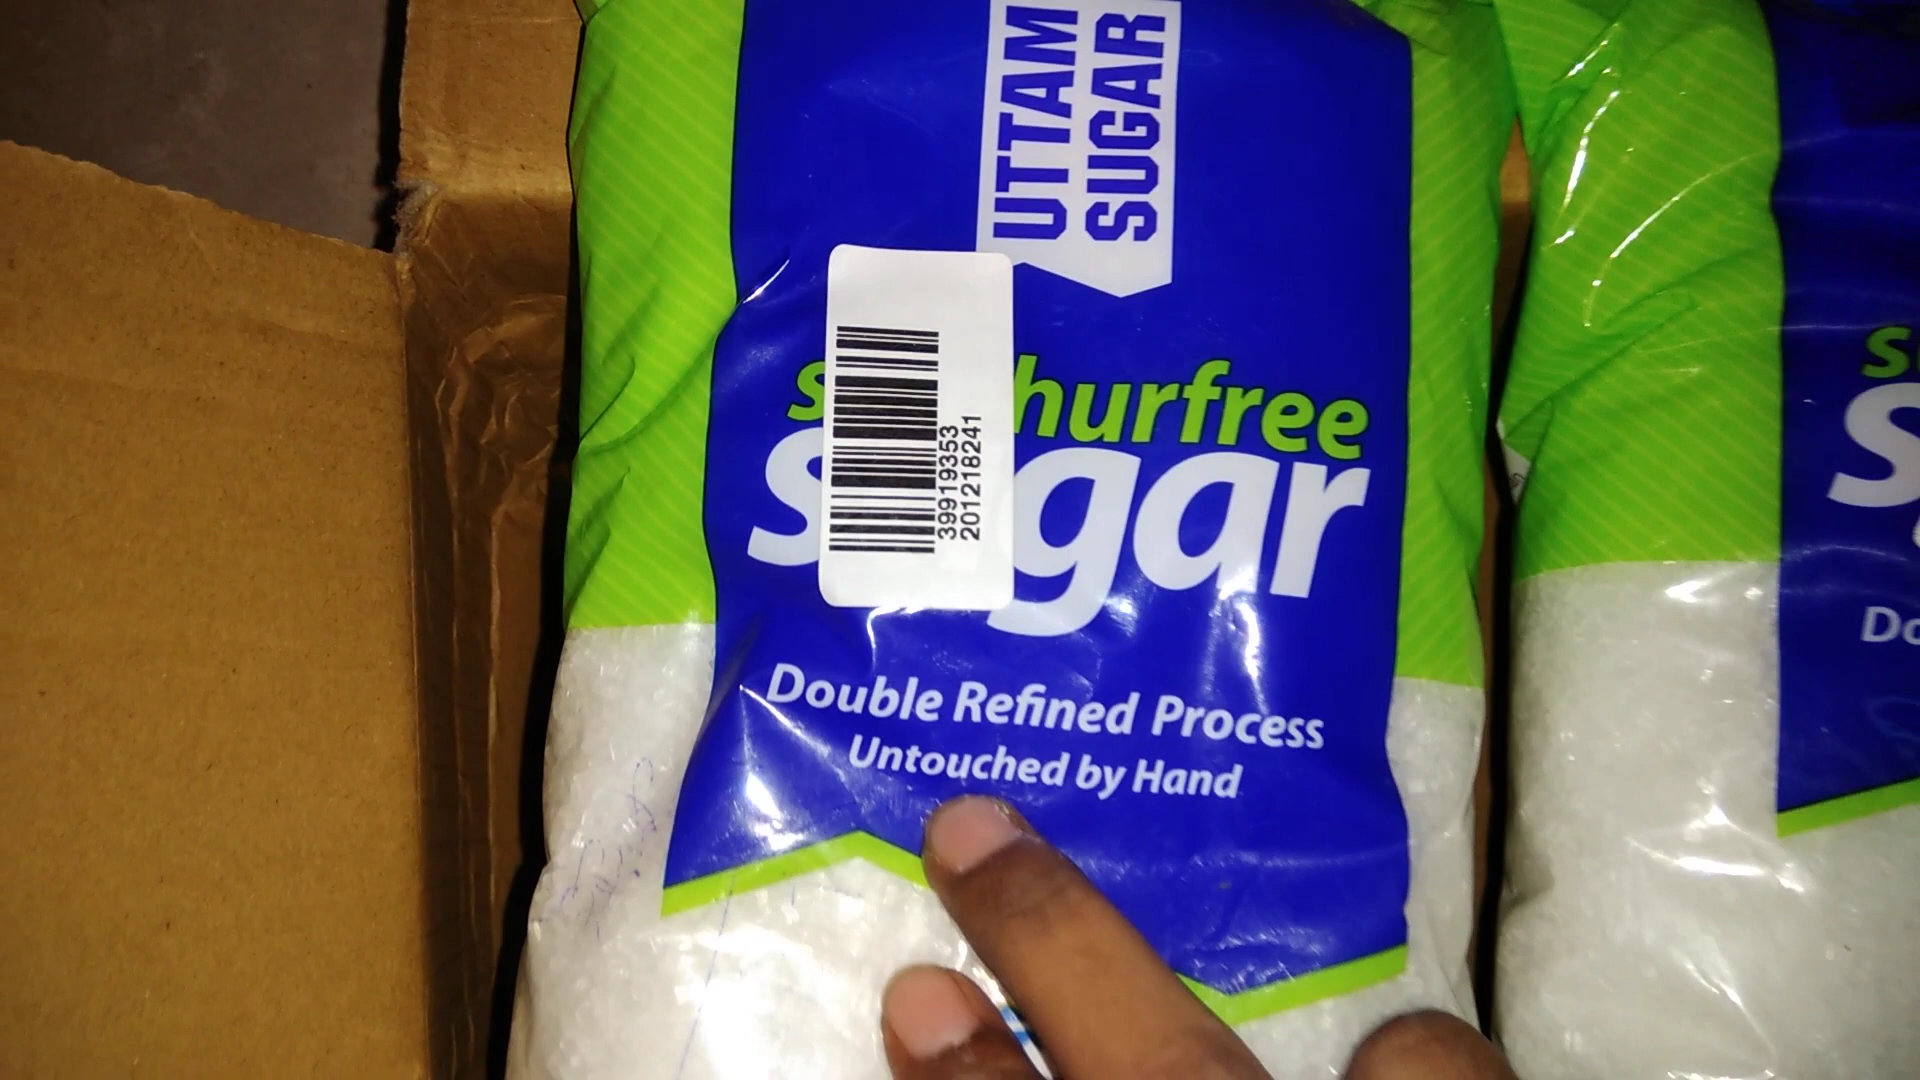 UTTAM
SUGAR
hurfree
sugar
39919353
201218241
Double Refined Process
Untouched by Hand